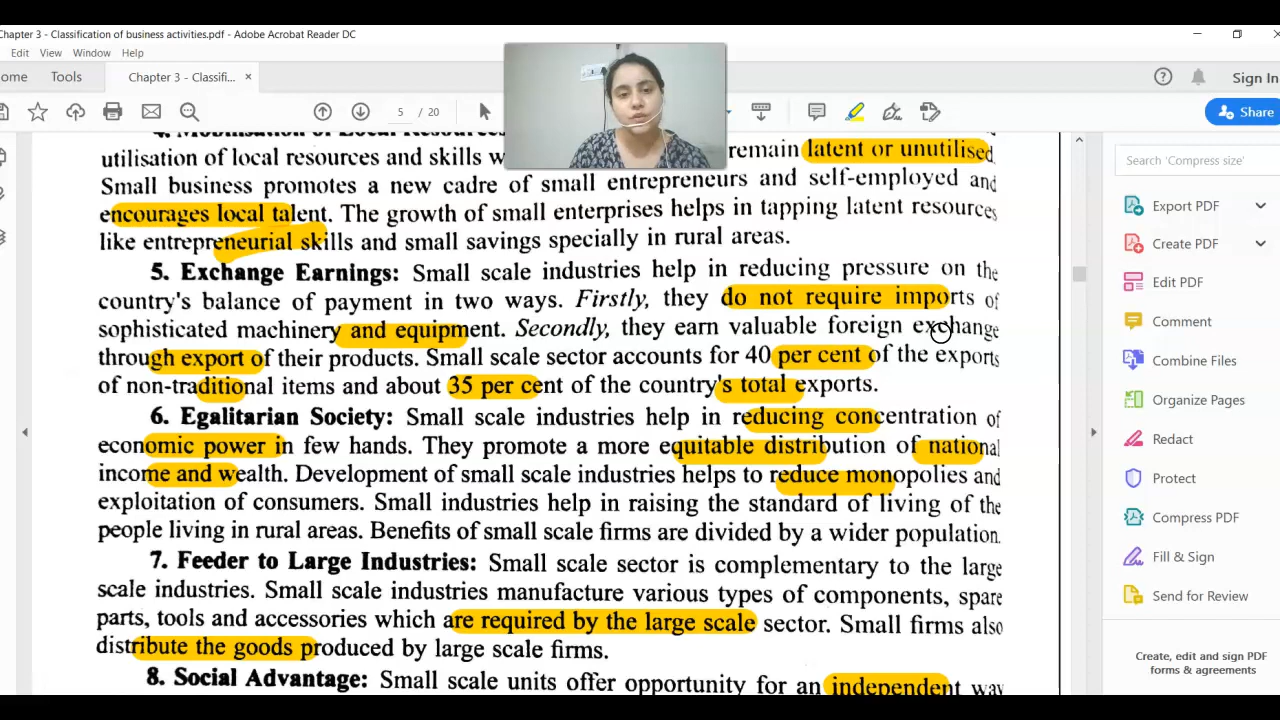 Chapter 3 - Classification of business activities.pdf - Adobe Acrobat Reader DC
Edit View Window Help
ome Tools Chapter 3 - Classifi... × Sign In
5 / 20 Share
utilisation of local resources and skills w remain latent or unutilised.
Small business promotes a new cadre of small entrepreneurs and self-employed and
encourages local talent. The growth of small enterprises helps in tapping latent resources
like entrepreneurial skills and small savings specially in rural areas.
5. Exchange Earnings: Small scale industries help in reducing pressure on the
country's balance of payment in two ways. Firstly, they do not require imports of
sophisticated machinery and equipment. Secondly, they earn valuable foreign exchange
through export of their products. Small scale sector accounts for 40 per cent of the exports
of non-traditional items and about 35 per cent of the country's total exports.
6. Egalitarian Society: Small scale industries help in reducing concentration of
economic power in few hands. They promote a more equitable distribution of national
income and wealth. Development of small scale industries helps to reduce monopolies and
exploitation of consumers. Small industries help in raising the standard of living of the
people living in rural areas. Benefits of small scale firms are divided by a wider population.
7. Feeder to Large Industries: Small scale sector is complementary to the large
scale industries. Small scale industries manufacture various types of components, spare
parts, tools and accessories which are required by the large scale sector. Small firms also
distribute the goods produced by large scale firms.
8. Social Advantage: Small scale units offer opportunity for an independent way
Search 'Compress size'
Export PDF
Create PDF
Edit PDF
Comment
Combine Files
Organize Pages
Redact
Protect
Compress PDF
Fill & Sign
Send for Review
Create, edit and sign PDF
forms & agreements